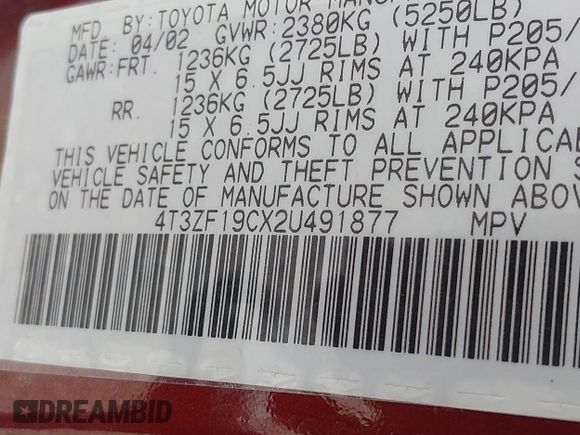 MFD. BY: TOYOTA MOTOR
DATE: 04/02 GVWR: 2380KG (5250LB)
GAWR: FRT. 1236KG (2725LB) WITH P205/
15 X 6.5JJ RIMS AT 240KPA
RR. 1236KG (2725LB) WITH P205/
15 X 6.5JJ RIMS AT 240KPA
THIS VEHICLE CONFORMS TO ALL APPLICA
VEHICLE SAFETY AND THEFT PREVENTION S
ON THE DATE OF MANUFACTURE SHOWN ABOV
4T3ZF19CX2U491877 MPV
DREAMBID